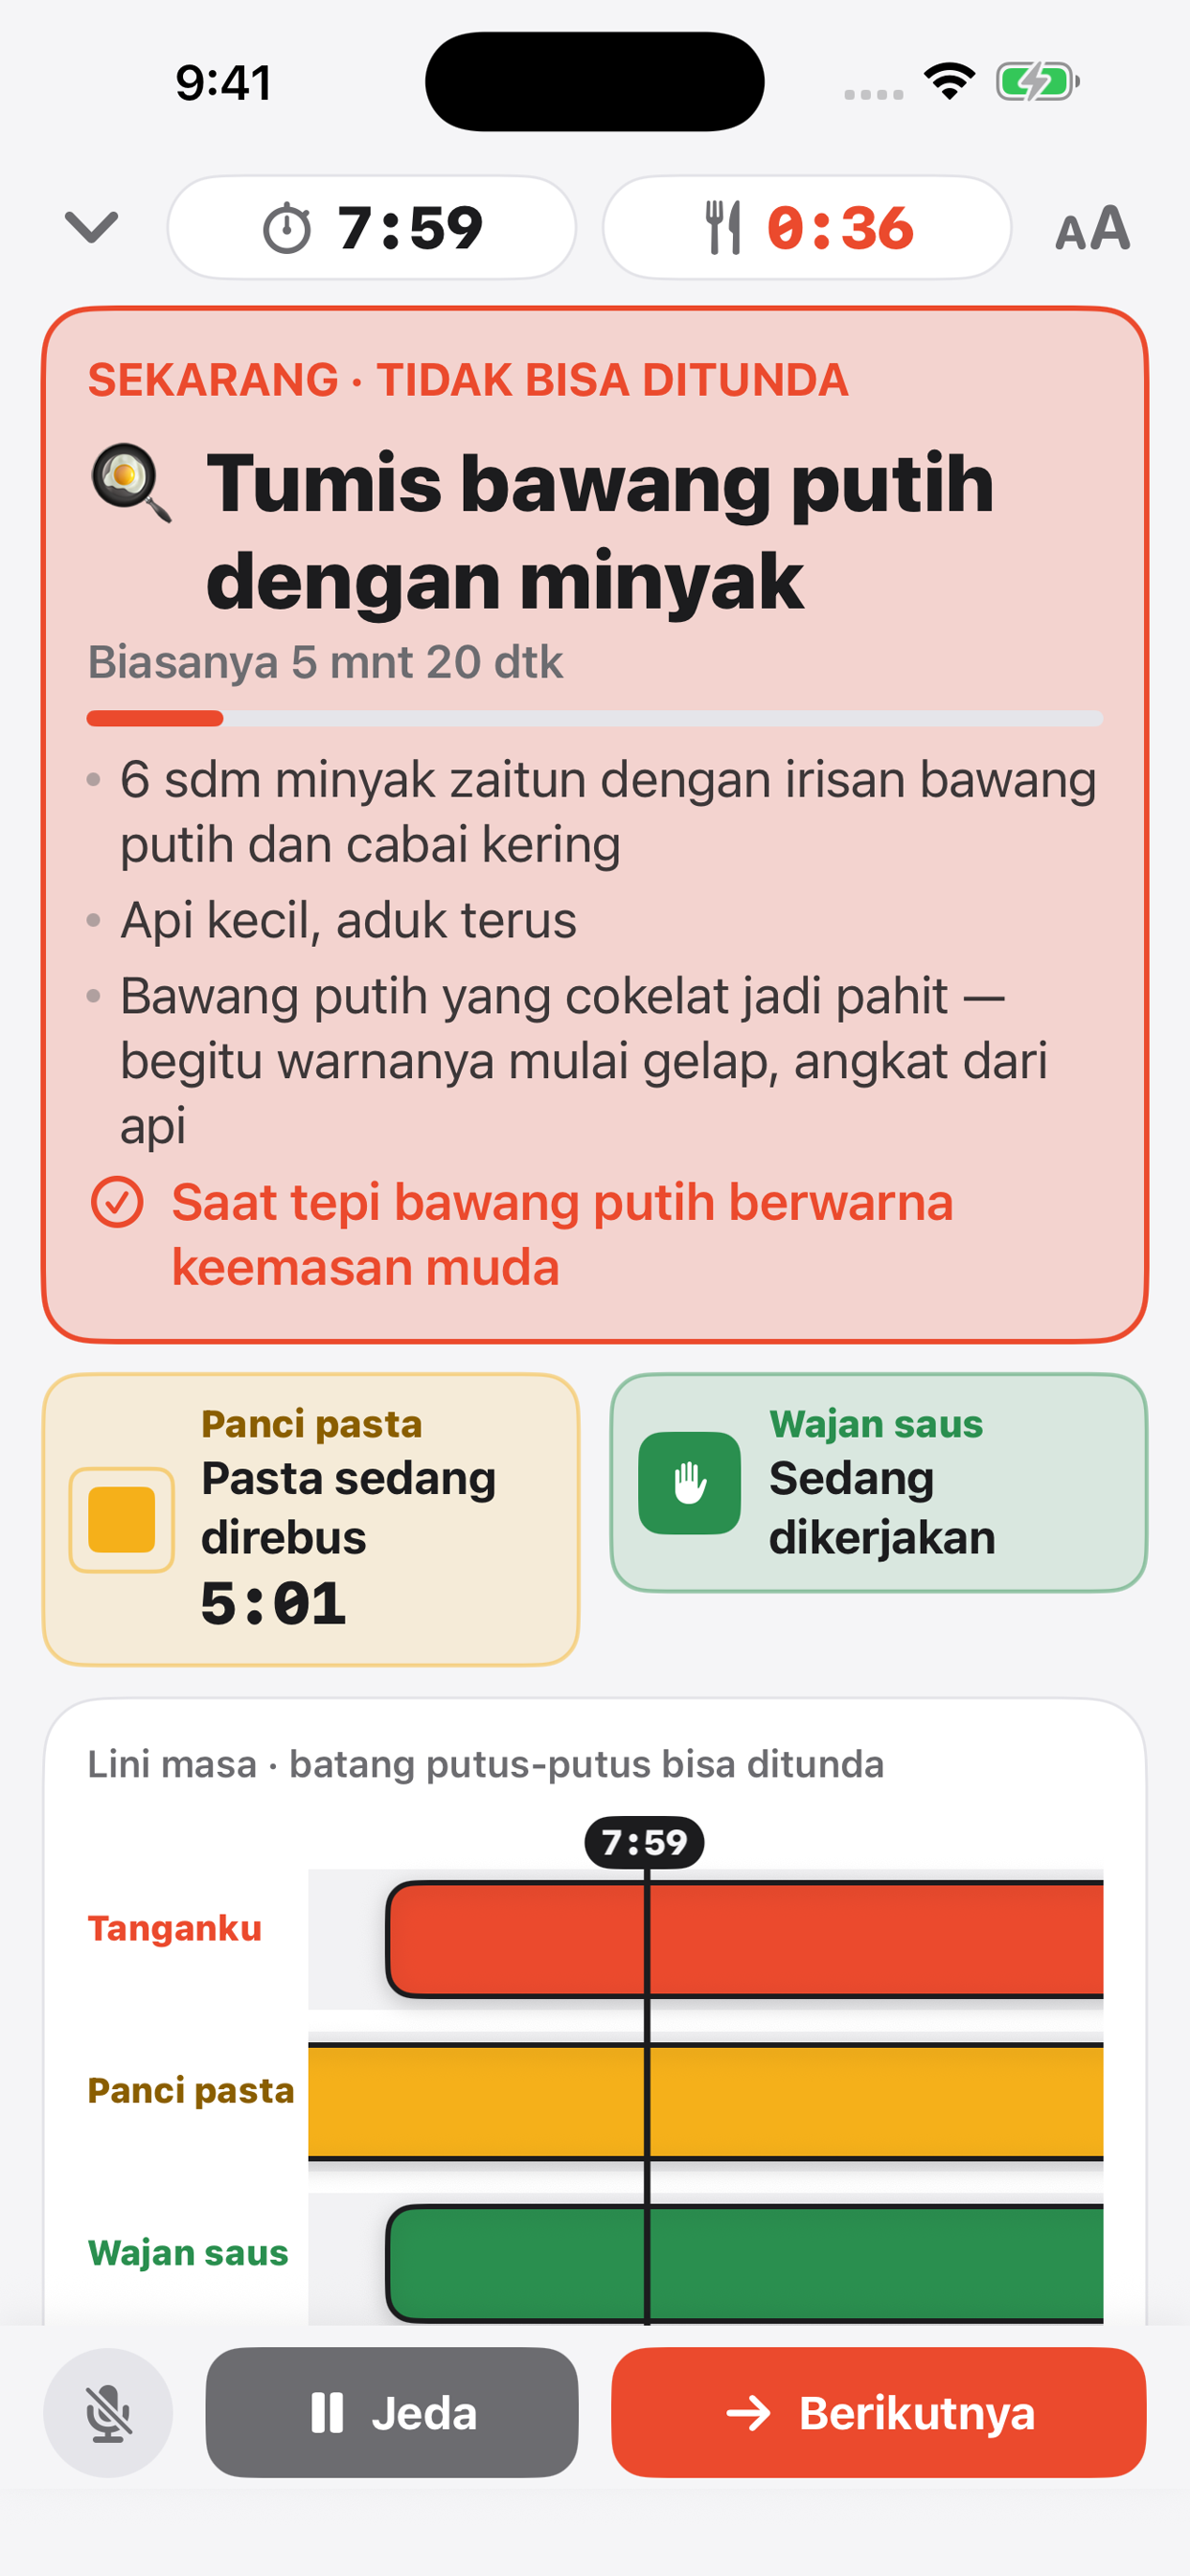 9:41
7:59
0:36
AA
SEKARANG · TIDAK BISA DITUNDA
Tumis bawang putih
dengan minyak
Biasanya 5 mnt 20 dtk
• 6 sdm minyak zaitun dengan irisan bawang
putih dan cabai kering
• Api kecil, aduk terus
• Bawang putih yang cokelat jadi pahit —
begitu warnanya mulai gelap, angkat dari
api
Saat tepi bawang putih berwarna
keemasan muda
Panci pasta
Pasta sedang
direbus
5:01
Wajan saus
Sedang
dikerjakan
Lini masa · batang putus-putus bisa ditunda
7:59
Tanganku
Panci pasta
Wajan saus
Jeda
Berikutnya